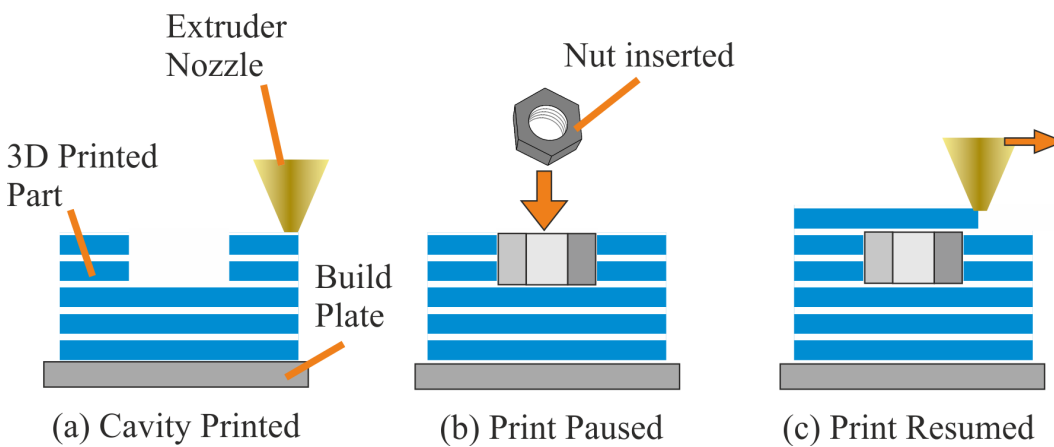 Extruder
Nozzle
Nut inserted
3D Printed
Part
Build
Plate
(a) Cavity Printed
(b) Print Paused
(c) Print Resumed